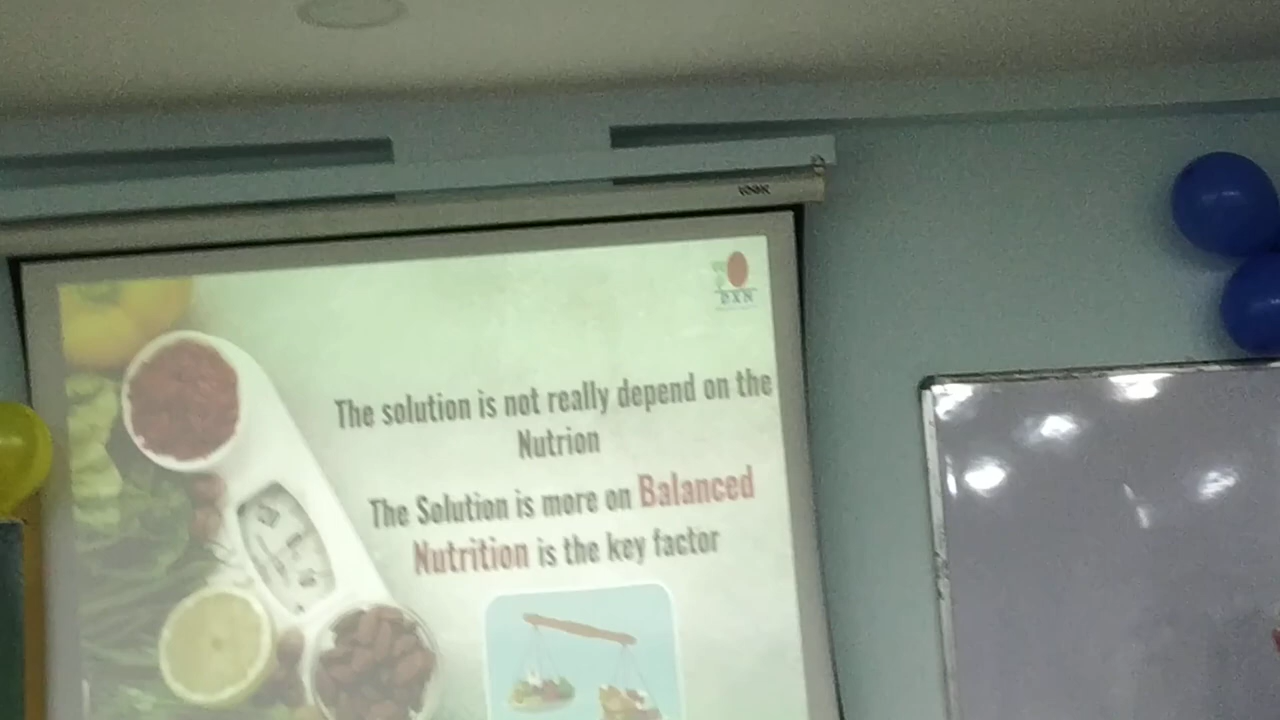 DXN
The solution is not really depend on the
Nutrion
The Solution is more on Balanced
Nutrition is the key factor